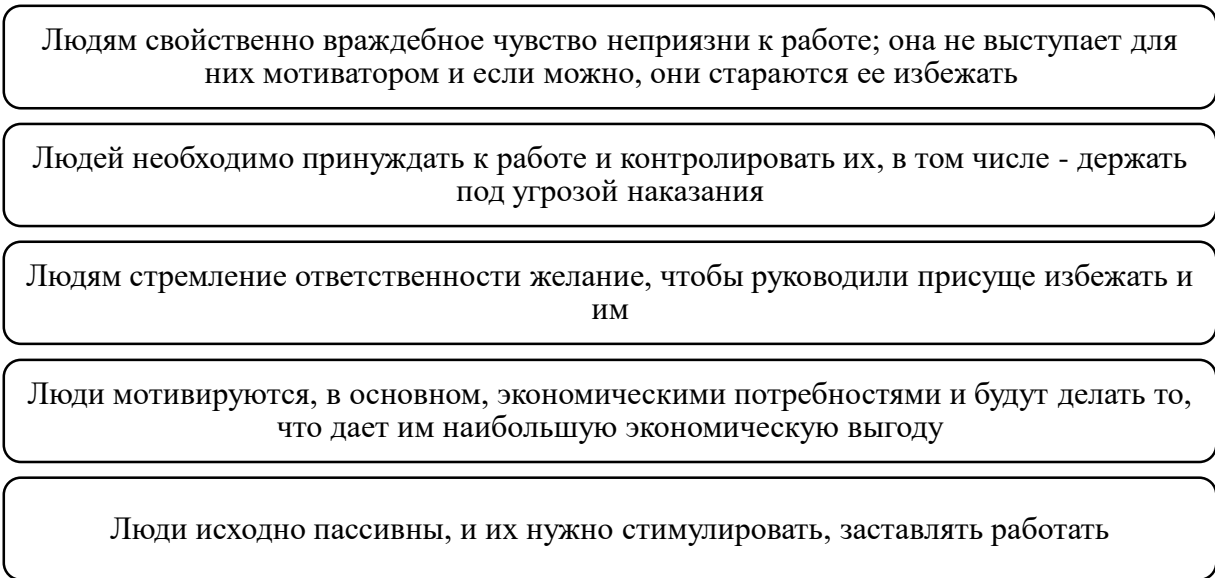 Людям свойственно враждебное чувство неприязни к работе; она не выступает для
них мотиватором и если можно, они стараются ее избежать
Людей необходимо принуждать к работе и контролировать их, в том числе - держать
под угрозой наказания
Людям стремление ответственности желание, чтобы руководили присуще избежать и
им
Люди мотивируются, в основном, экономическими потребностями и будут делать то,
что дает им наибольшую экономическую выгоду
Люди исходно пассивны, и их нужно стимулировать, заставлять работать